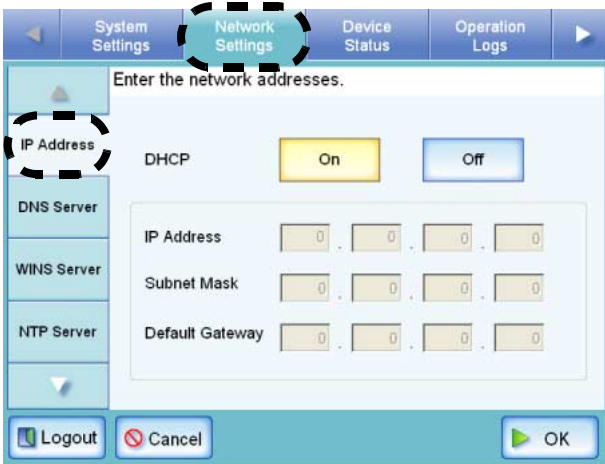 System Settings
Network Settings
Device Status
Operation Logs
Enter the network addresses.
IP Address
DNS Server
WINS Server
NTP Server
DHCP On Off
IP Address 0 . 0 . 0 . 0
Subnet Mask 0 . 0 . 0 . 0
Default Gateway 0 . 0 . 0 . 0
Logout Cancel OK